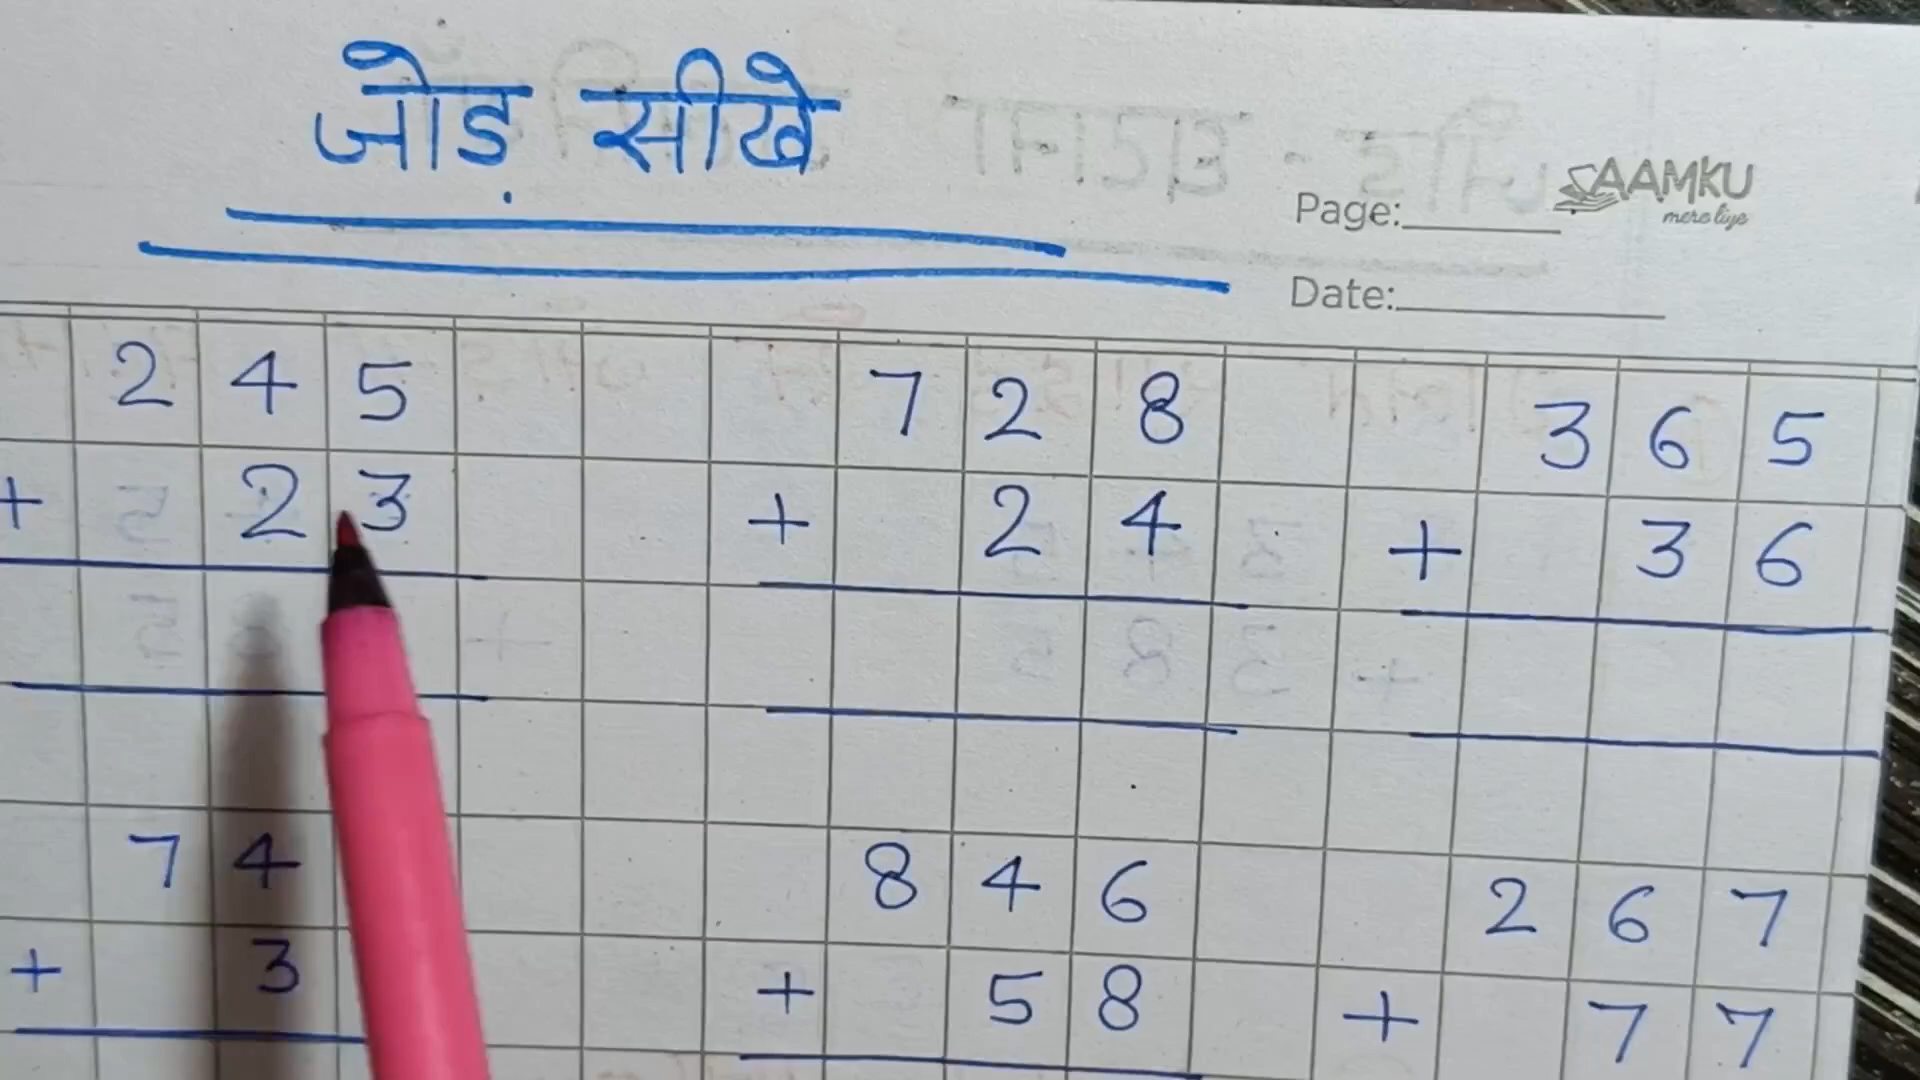 जोड़ सीखे
AAMKU
mere liye
Page:
Date:
2 4 5 7 2 8 3 6 5
+ 2 3 + 2 4 + 3 6
7 4 8 4 6 2 6 7
+ 3 + 5 8 + 7 7